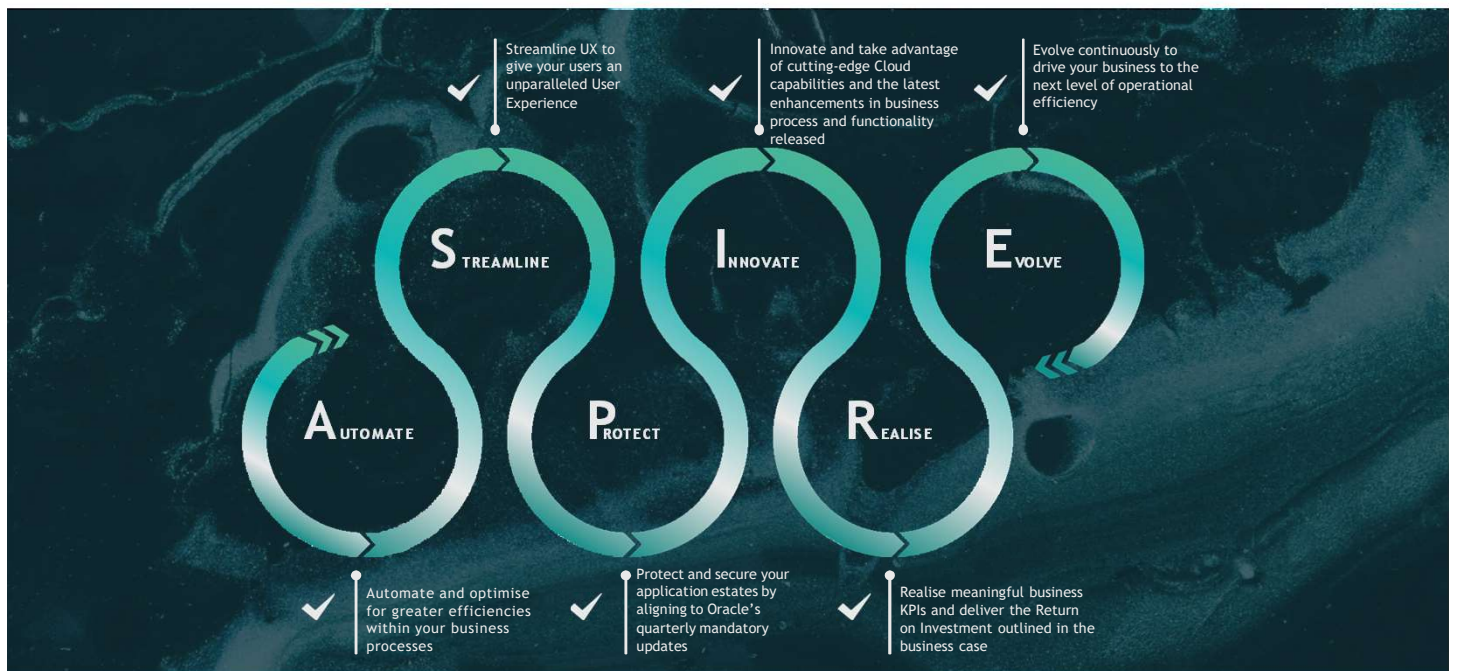 Streamline UX to
give your users an
unparalleled User
Experience
Innovate and take advantage
of cutting-edge Cloud
capabilities and the latest
enhancements in business
process and functionality
released
Evolve continuously to
drive your business to the
next level of operational
efficiency
STREAMLINE
INNOVATE
EVOLVE
AUTOMATE
PROTECT
REALISE
Automate and optimise
for greater efficiencies
within your business
processes
Protect and secure your
application estates by
aligning to Oracle’s
quarterly mandatory
updates
Realise meaningful business
KPIs and deliver the Return
on Investment outlined in the
business case